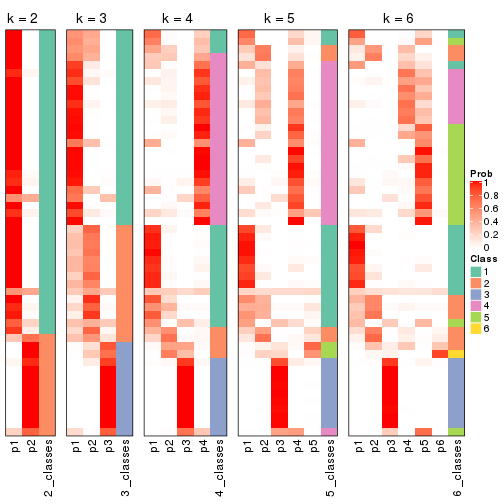 k = 2
k = 3
k = 4
k = 5
k = 6
p1
p2
2_classes
p1
p2
p3
3_classes
p1
p2
p3
p4
4_classes
p1
p2
p3
p4
p5
5_classes
p1
p2
p3
p4
p5
p6
6_classes
Prob
1
0.8
0.6
0.4
0.2
0
Class
1
2
3
4
5
6